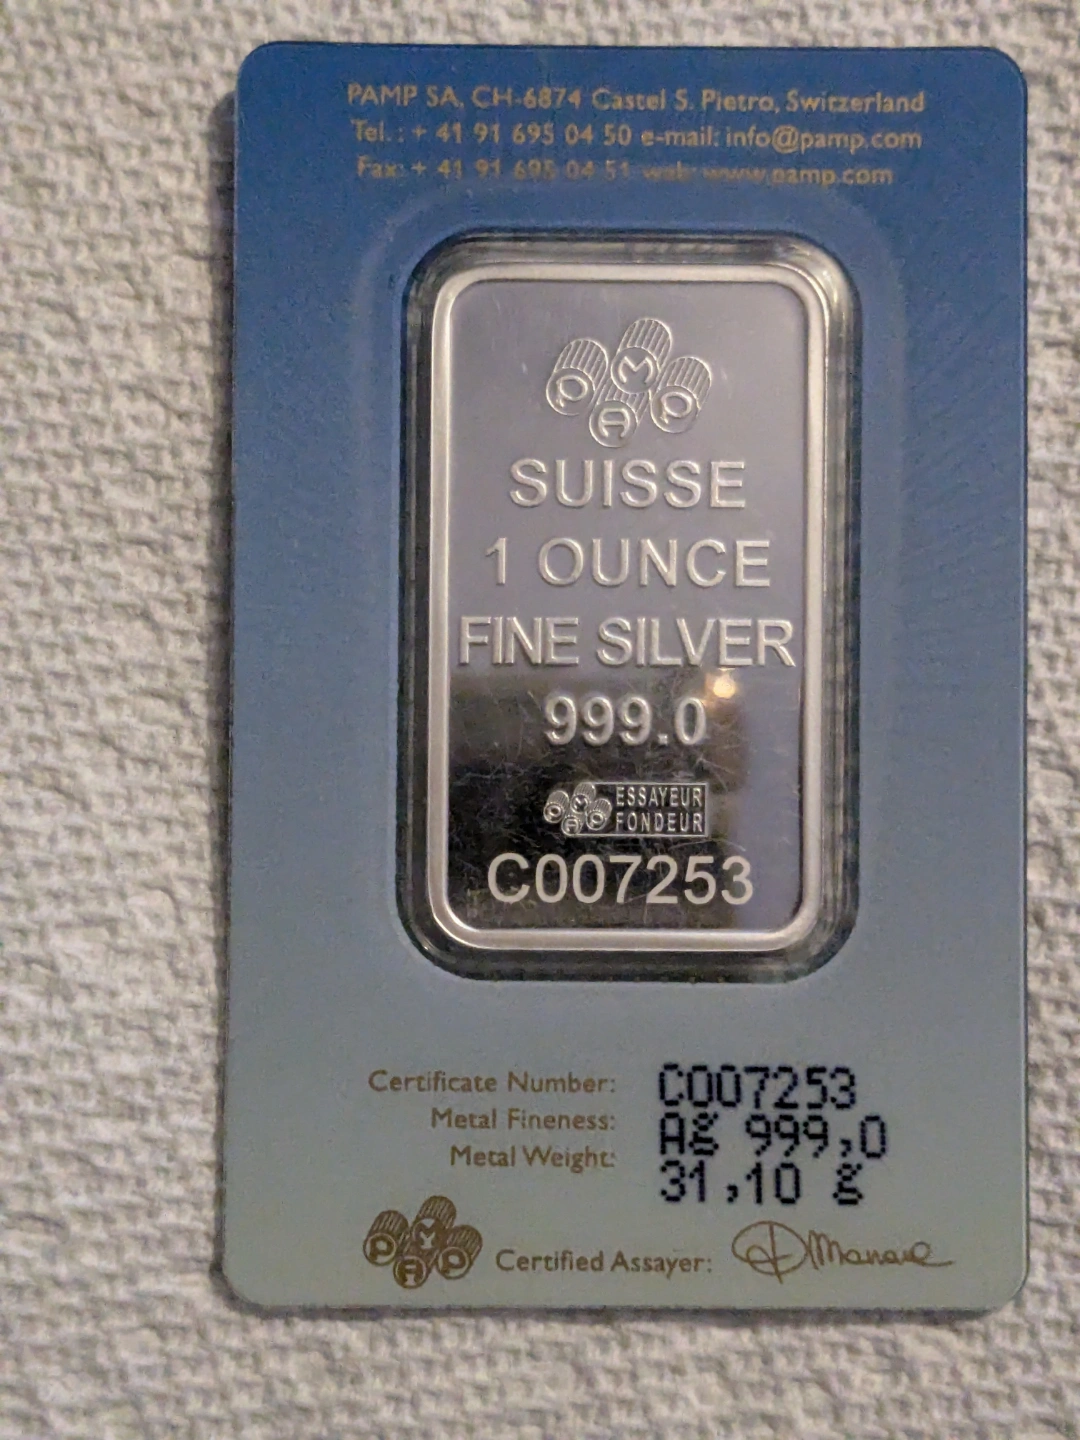 PAMP SA, CH-6874 Castel S. Pietro, Switzerland
Tel.: + 41 91 695 04 50 e-mail: info@pamp.com
Fax: + 41 91 695 04 51 web: www.pamp.com
PAMP
SUISSE
1 OUNCE
FINE SILVER
999.0
PAMP ESSAYEUR
FONDEUR
C007253
Certificate Number: C007253
Metal Fineness: Ag 999,0
Metal Weight: 31,10 g
PAMP Certified Assayer: